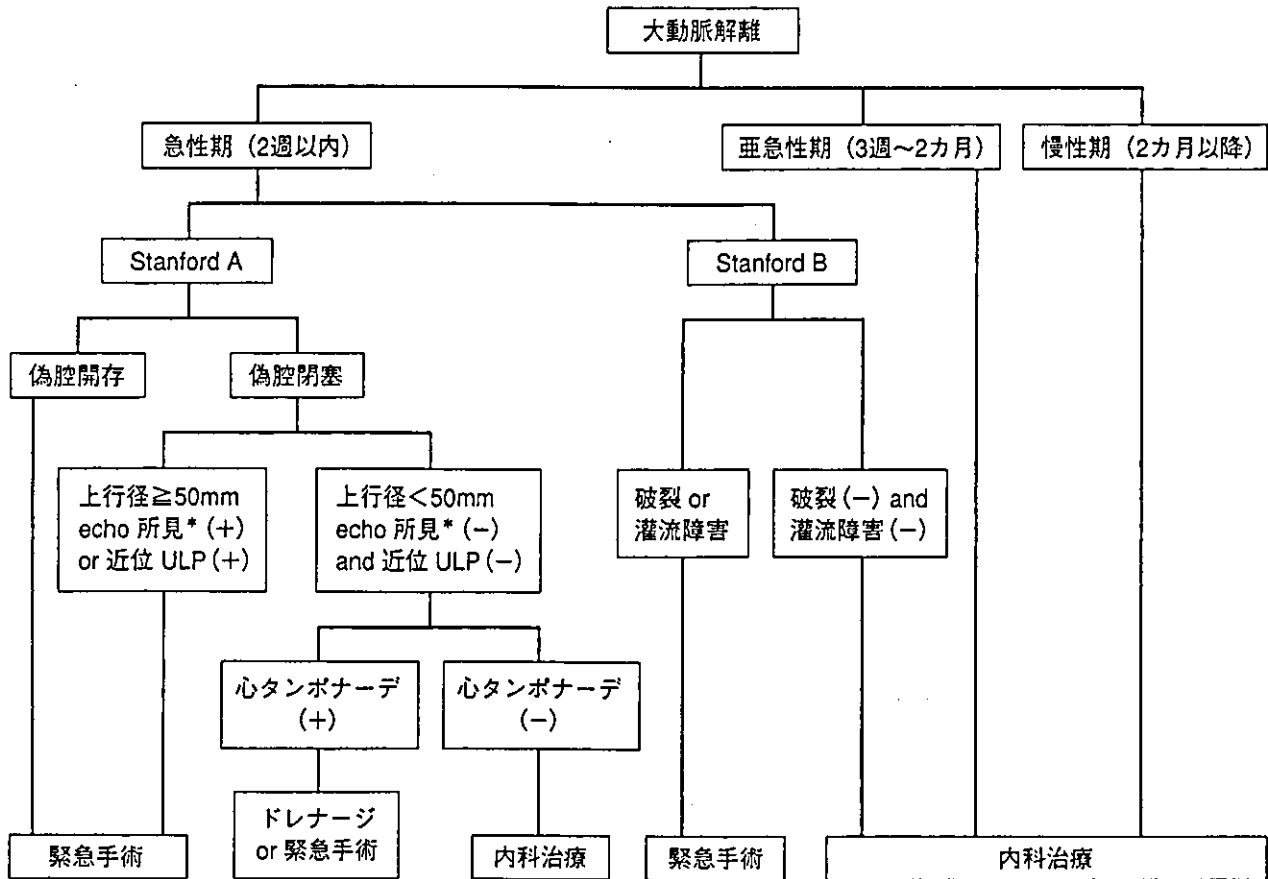 大動脈解離
急性期（2週以内）
亜急性期（3週～2カ月）
慢性期（2カ月以降）
Stanford A
Stanford B
偽腔開存
偽腔閉塞
上行径≧50mm
echo 所見*（+）
or 近位 ULP（+）
上行径＜50mm
echo 所見*（−）
and 近位 ULP（−）
破裂 or
灌流障害
破裂（−）and
灌流障害（−）
心タンポナーデ
（+）
心タンポナーデ
（−）
緊急手術
ドレナージ
or 緊急手術
内科治療
緊急手術
内科治療